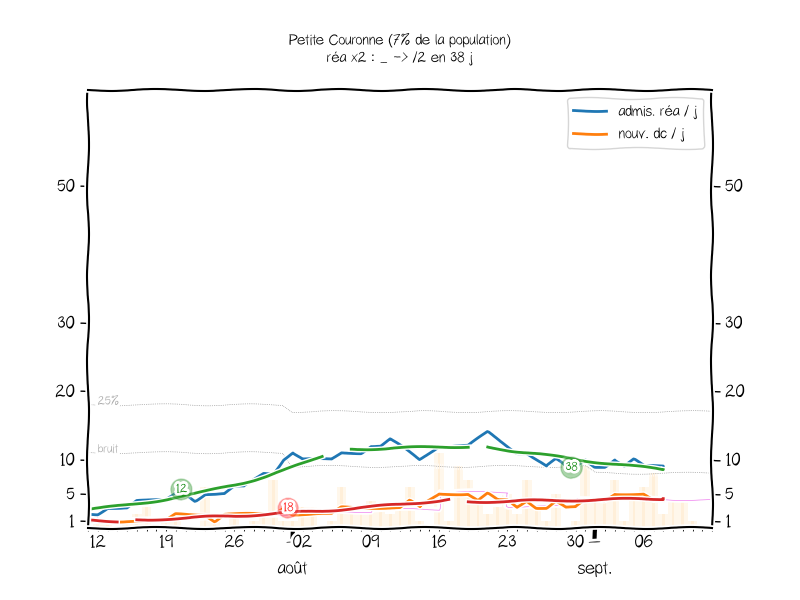 Petite Couronne (7% de la population)
réa x2 : _ -> /2 en 38 j
admis. réa / j
nouv. dc / j
50 50
30 30
20 20
25%
bruit
10 10
38
12
5 5
18
1 1
12 19 26 02 09 16 23 30 06
août sept.